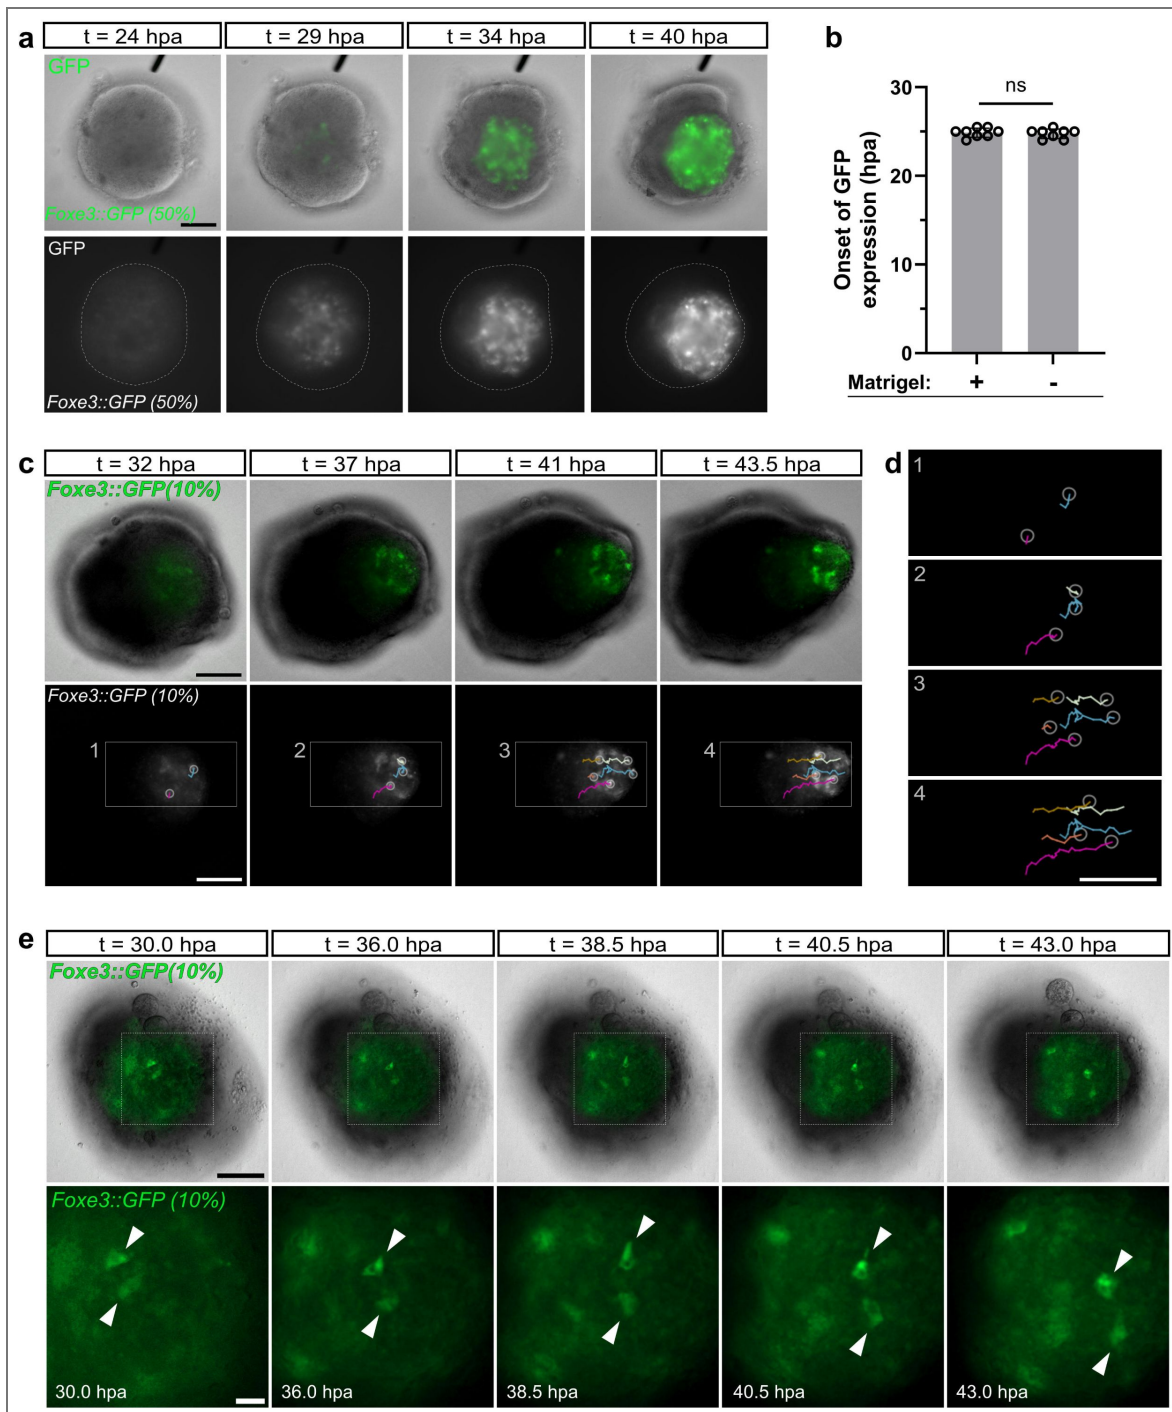 a
t = 24 hpa
t = 29 hpa
t = 34 hpa
t = 40 hpa
GFP
Foxe3::GFP (50%)
GFP
Foxe3::GFP (50%)
b
Onset of GFP
expression (hpa)
30
20
10
0
ns
Matrigel: + -
c
t = 32 hpa
t = 37 hpa
t = 41 hpa
t = 43.5 hpa
Foxe3::GFP(10%)
Foxe3::GFP (10%)
1
2
3
4
d
1
2
3
4
e
t = 30.0 hpa
t = 36.0 hpa
t = 38.5 hpa
t = 40.5 hpa
t = 43.0 hpa
Foxe3::GFP(10%)
Foxe3::GFP (10%)
30.0 hpa
36.0 hpa
38.5 hpa
40.5 hpa
43.0 hpa